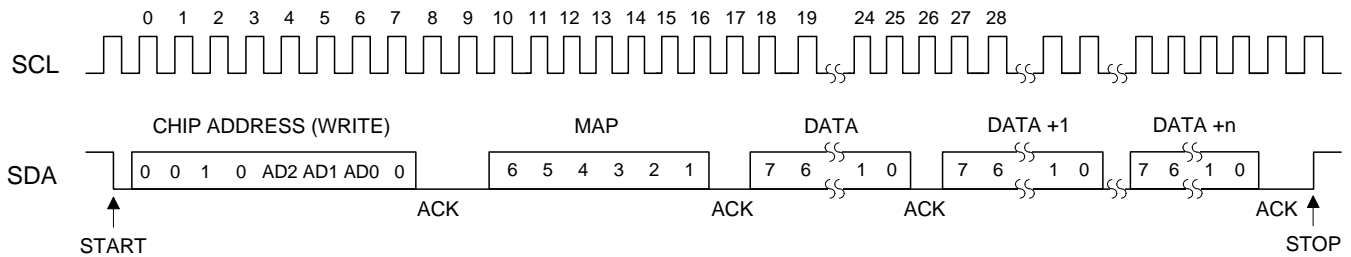 0 1 2 3 4 5 6 7 8 9 10 11 12 13 14 15 16 17 18 19 24 25 26 27 28
SCL
CHIP ADDRESS (WRITE) MAP DATA DATA +1 DATA +n
SDA 0 0 1 0 AD2 AD1 AD0 0 6 5 4 3 2 1 7 6 1 0 7 6 1 0 7 6 1 0
ACK ACK ACK ACK
START STOP